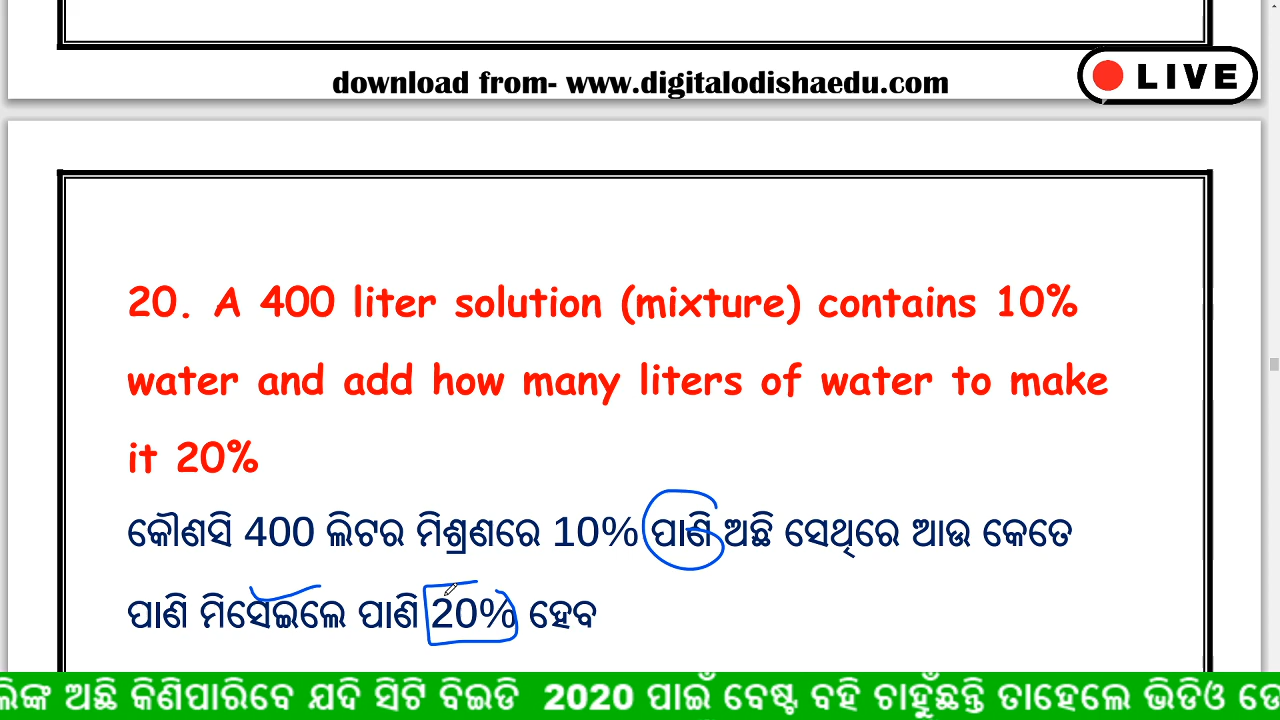 download from- www.digitalodishaedu.com
LIVE
20. A 400 liter solution (mixture) contains 10%
water and add how many liters of water to make
it 20%
କୌଣସି 400 ଲିଟର ମିଶ୍ରଣରେ 10% ପାଣି ଅଛି ସେଥିରେ ଆଉ କେତେ
ପାଣି ମିସେଇଲେ ପାଣି 20% ହେବ
ଲିଙ୍କ ଅଛି କିଣିପାରିବେ ଯଦି ସିଟି ବିଇଡି 2020 ପାଇଁ ବେଷ୍ଟ ବହି ଚାହୁଁଛନ୍ତି ତାହେଲେ ଭିଡିଓ ଡେ